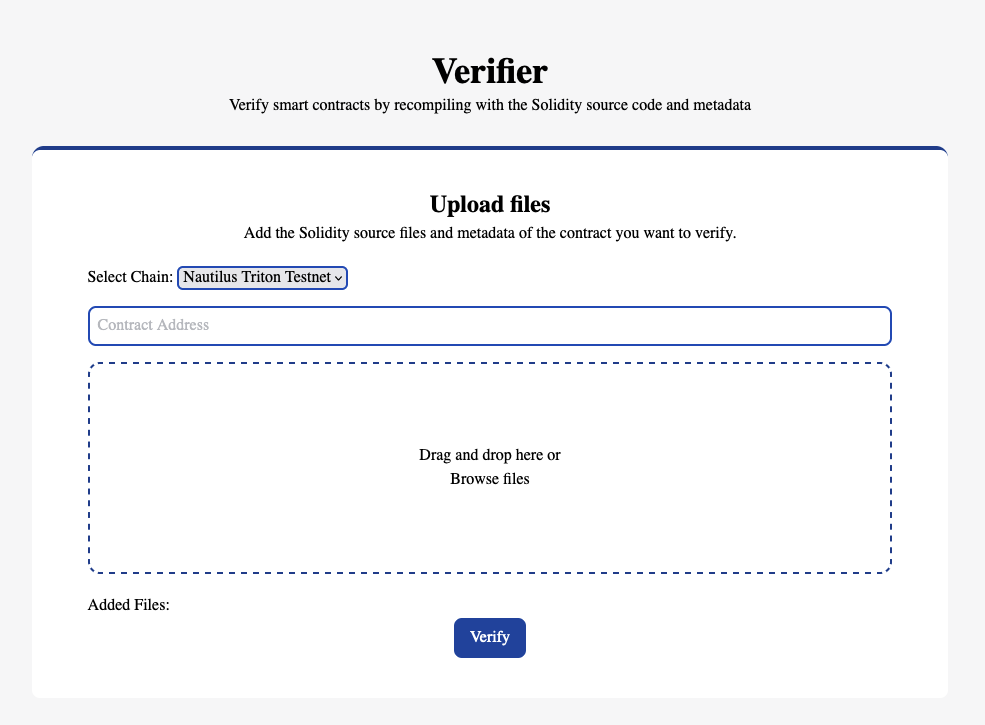 Verifier
Verify smart contracts by recompiling with the Solidity source code and metadata
Upload files
Add the Solidity source files and metadata of the contract you want to verify.
Select Chain: Nautilus Triton Testnet
Contract Address
Drag and drop here or
Browse files
Added Files:
Verify